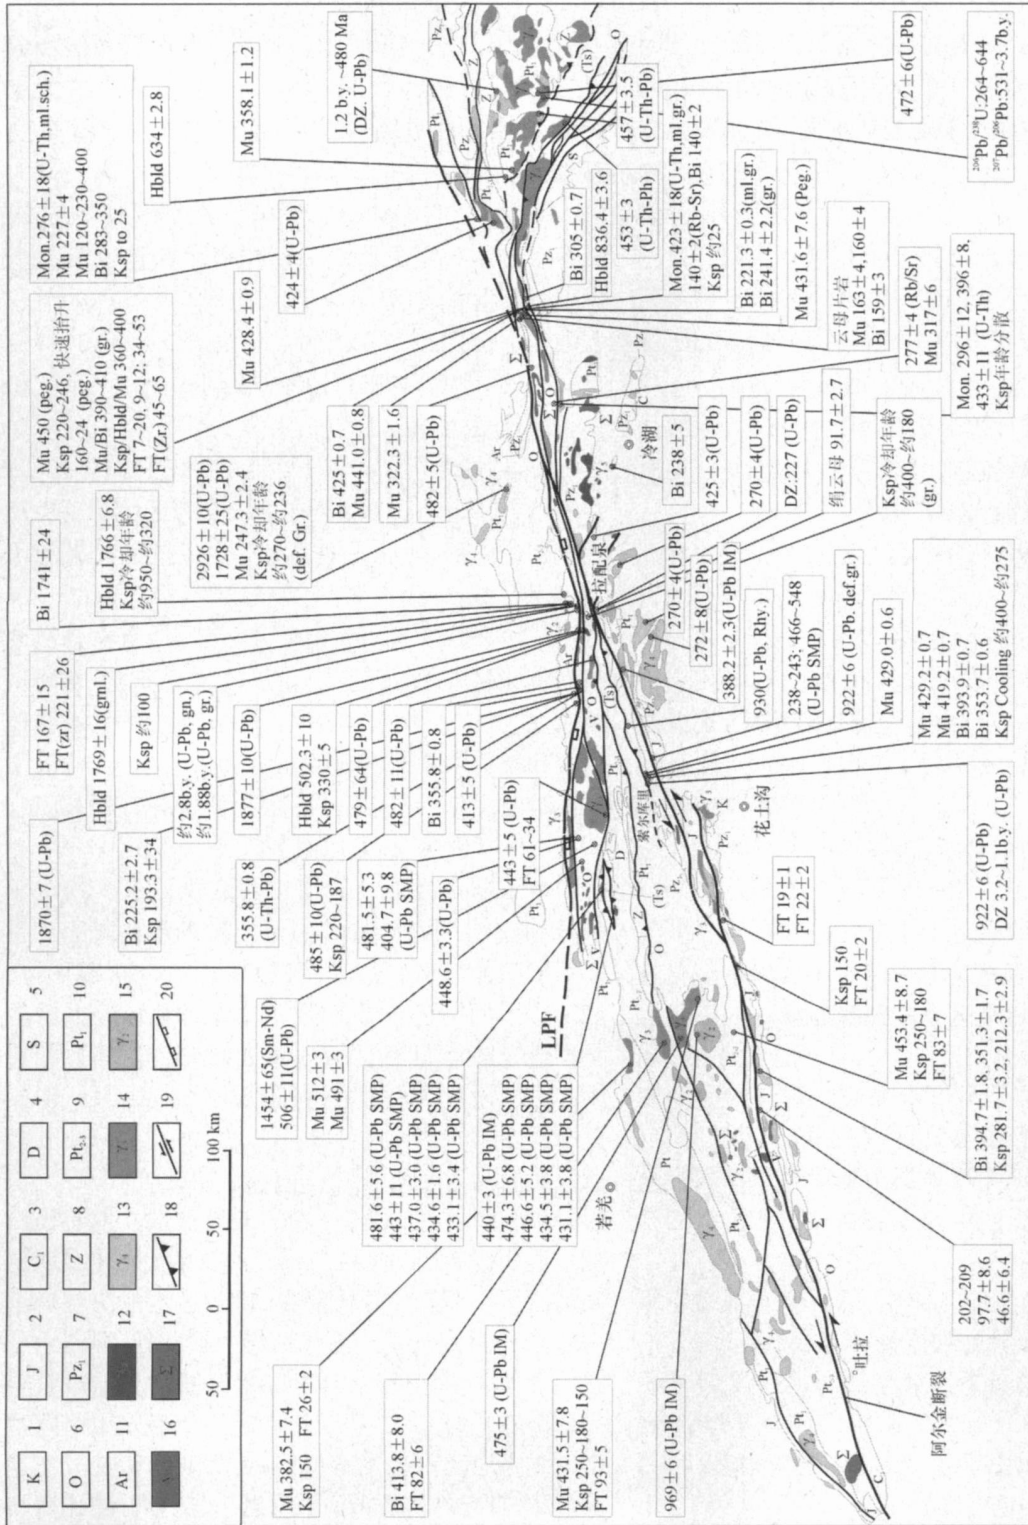 K 1
J 2
C₁ 3
D 4
S 5
O 6
Pz₁ 7
Z 8
Pt₂₋₃ 9
Pt₁ 10
Ar 11
12
γ₄ 13
14
γ₂ 15
16
Σ 17
18
19
20
50 0 50 100 km
1870±7 (U-Pb)
FT 167±15
FT(zr) 221±26
Bi 1741±24
Hbld 1769±16(grnl.)
Hbld 1766±6.8
Ksp冷却年龄
约950~约320
Ksp 约100
Bi 225.2±2.7
Ksp 193.3±34
约2.8b.y. (U-Pb, gn.)
约1.88b.y.(U-Pb, gr.)
1877±10(U-Pb)
2926±10(U-Pb)
1728±25(U-Pb)
Mu 247.3±2.4
Ksp冷却年龄
约270~约236
(def. Gr.)
Mu 450 (peg.)
Ksp 220~246, 快速抬升
160~24 (peg.)
Mu/Bi 390~410 (gr.)
Ksp/Hbld/Mu 360~400
FT 7~20, 9~12; 34~53
FT(Zr) 45~65
Mon.276±18(U-Th,ml.sch.)
Mu 227±4
Mu 120~230~400
Bi 283~350
Ksp to 25
Hbld 634±2.8
Mu 358.1±1.2
1.2 b.y. ~480 Ma
(DZ. U-Pb)
Mu 428.4±0.9
424±4(U-Pb)
Bi 425±0.7
Mu 441.0±0.8
Mu 322.3±1.6
482±5(U-Pb)
355.8±0.8
(U-Th-Pb)
Hbld 502.3±10
Ksp 330±5
479±64(U-Pb)
482±11(U-Pb)
Bi 355.8±0.8
413±5 (U-Pb)
485±10(U-Pb)
Ksp 220~187
481.5±5.3
404.7±9.8
(U-Pb SMP)
448.6±3.3(U-Pb)
443±5 (U-Pb)
FT 61~34
1454±65(Sm-Nd)
506±11(U-Pb)
Mu 512±3
Mu 491±3
LPF
481.6±5.6 (U-Pb SMP)
443±11 (U-Pb SMP)
437.0±3.0 (U-Pb SMP)
434.6±1.6 (U-Pb SMP)
433.1±3.4 (U-Pb SMP)
440±3 (U-Pb IM)
474.3±6.8 (U-Pb SMP)
446.6±5.2 (U-Pb SMP)
434.5±3.8 (U-Pb SMP)
431.1±3.8 (U-Pb SMP)
Mu 382.5±7.4
Ksp 150 FT 26±2
Bi 413.8±8.0
FT 82±6
475±3 (U-Pb IM)
Mu 431.5±7.8
Ksp 250~180~150
FT 93±5
969±6 (U-Pb IM)
若羌
吐拉
阿尔金断裂
索尔库里
花土沟
拉配泉
冷湖
202~209
97.7±8.6
46.6±6.4
Bi 394.7±1.8, 351.3±1.7
Ksp 281.7±3.2, 212.3±2.9
Mu 453.4±8.7
Ksp 250~180
FT 83±7
Ksp 150
FT 20±2
FT 19±1
FT 22±2
922±6 (U-Pb)
DZ 3.2~1.1b.y. (U-Pb)
Mu 429.2±0.7
Mu 419.2±0.7
Bi 393.9±0.7
Bi 353.7±0.6
Ksp Cooling 约400~约275
Mu 429.0±0.6
922±6 (U-Pb. def.gr.)
238~243; 466~548
(U-Pb SMP)
930(U-Pb, Rhy.)
388.2±2.3(U-Pb IM)
272±8(U-Pb)
270±4(U-Pb)
Ksp冷却年龄
约400~约180
(gr.)
绢云母 91.7±2.7
DZ:227 (U-Pb)
270±4(U-Pb)
425±3(U-Pb)
Bi 238±5
Mon. 296±12, 396±8,
433±11 (U-Th)
Ksp年龄分散
277±4 (Rb/Sr)
Mu 317±6
云母片岩
Mu 163±4,160±4
Bi 159±3
Mu 431.6±7.6 (Peg.)
Bi 221.3±0.3(ml.gr.)
Bi 241.4±2.2(gr.)
Mon.423±18(U-Th,ml.gr.)
140±2(Rb-Sr),Bi 140±2
Ksp 约25
Hbld 836.4±3.6
Bi 305±0.7
453±3
(U-Th-Ph)
457±3.5
(U-Th-Pb)
472±6(U-Pb)
²⁰⁶Pb/²³⁸U:264~644
²⁰⁷Pb/²⁰⁶Pb:531~3.7b.y.